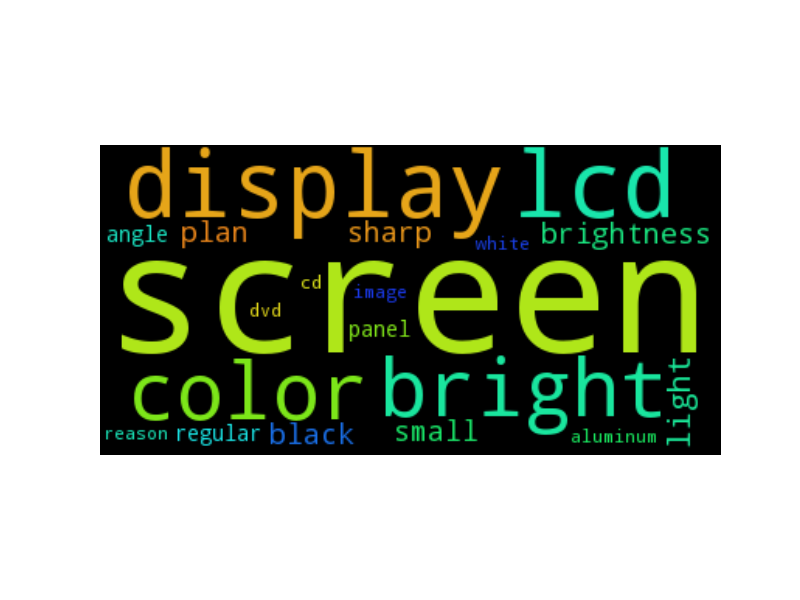 display lcd
angle plan sharp white brightness
screen
cd
dvd image
panel
color bright light
reason regular black small aluminum